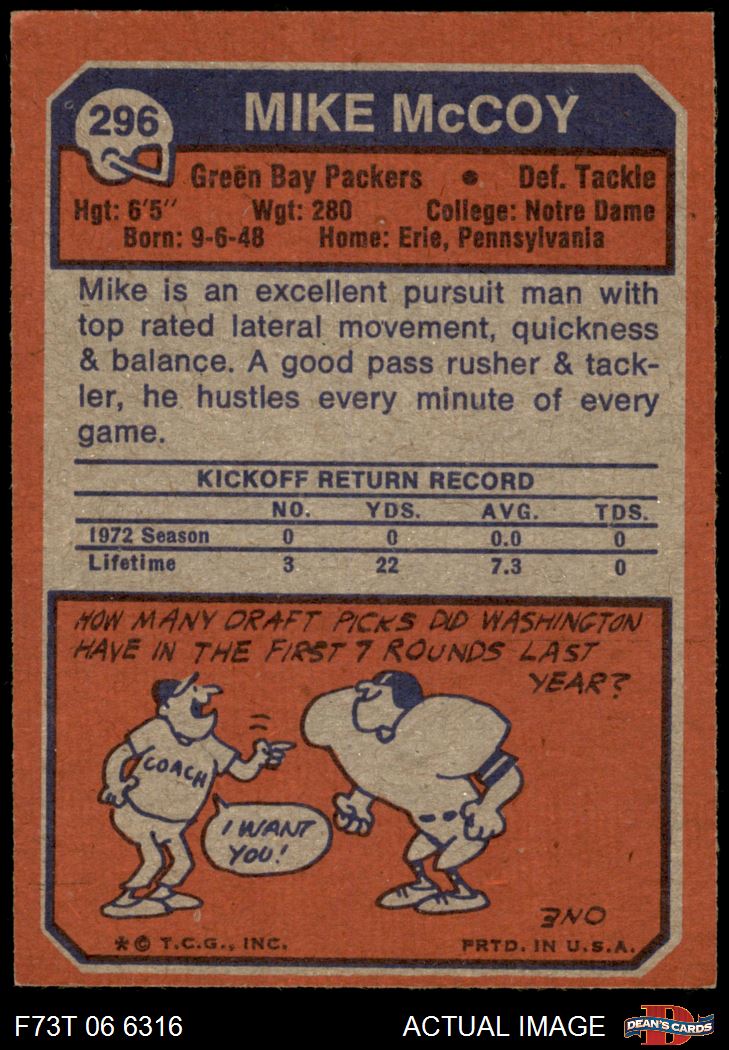 296
MIKE McCOY
Green Bay Packers • Def. Tackle
Hgt: 6'5" Wgt: 280 College: Notre Dame
Born: 9-6-48 Home: Erie, Pennsylvania
Mike is an excellent pursuit man with
top rated lateral movement, quickness
& balance. A good pass rusher & tack-
ler, he hustles every minute of every
game.
KICKOFF RETURN RECORD
NO. YDS. AVG. TDS.
1972 Season 0 0 0.0 0
Lifetime 3 22 7.3 0
HOW MANY DRAFT PICKS DID WASHINGTON
HAVE IN THE FIRST 7 ROUNDS LAST
YEAR?
COACH
I WANT
YOU!
ONE
* © T.C.G., INC. PRTD. IN U.S.A.
F73T 06 6316 ACTUAL IMAGE
D
DEAN'S CARDS